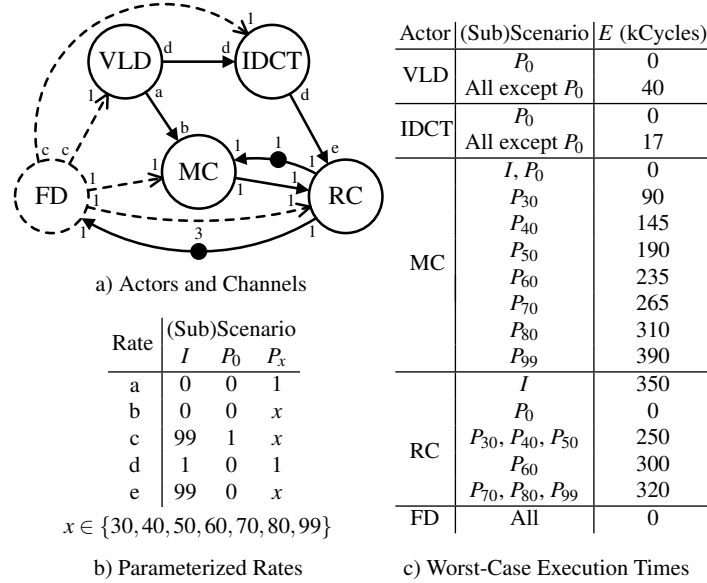 VLD
IDCT
MC
RC
FD
1
d
d
1
a
d
c
c
1
b
e
1
1
1
1
1
1
1
1
1
1
3
1
1
a) Actors and Channels
Rate (Sub)Scenario
I P0 Px
a 0 0 1
b 0 0 x
c 99 1 x
d 1 0 1
e 99 0 x
x ∈ {30,40,50,60,70,80,99}
b) Parameterized Rates
Actor (Sub)Scenario E (kCycles)
VLD P0 0
All except P0 40
IDCT P0 0
All except P0 17
MC I, P0 0
P30 90
P40 145
P50 190
P60 235
P70 265
P80 310
P99 390
RC I 350
P0 0
P30, P40, P50 250
P60 300
P70, P80, P99 320
FD All 0
c) Worst-Case Execution Times